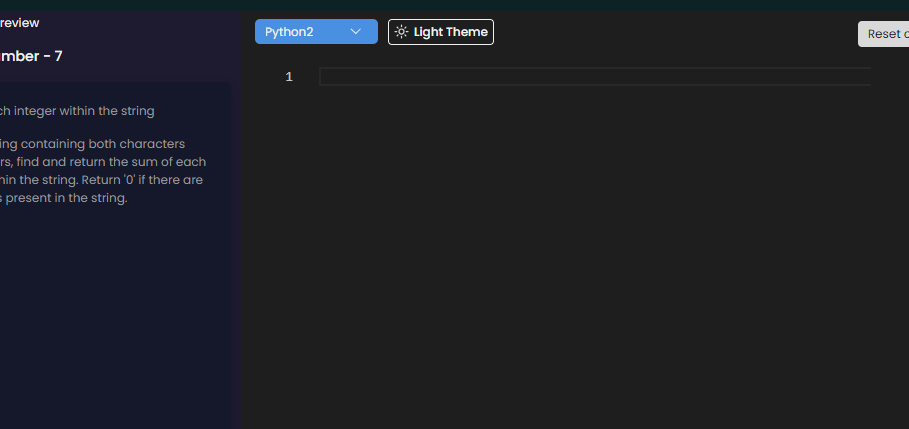 review
Python2
Light Theme
Reset
mber - 7
1
integer within the string
ing containing both characters
rs, find and return the sum of each
hin the string. Return '0' if there are
s present in the string.